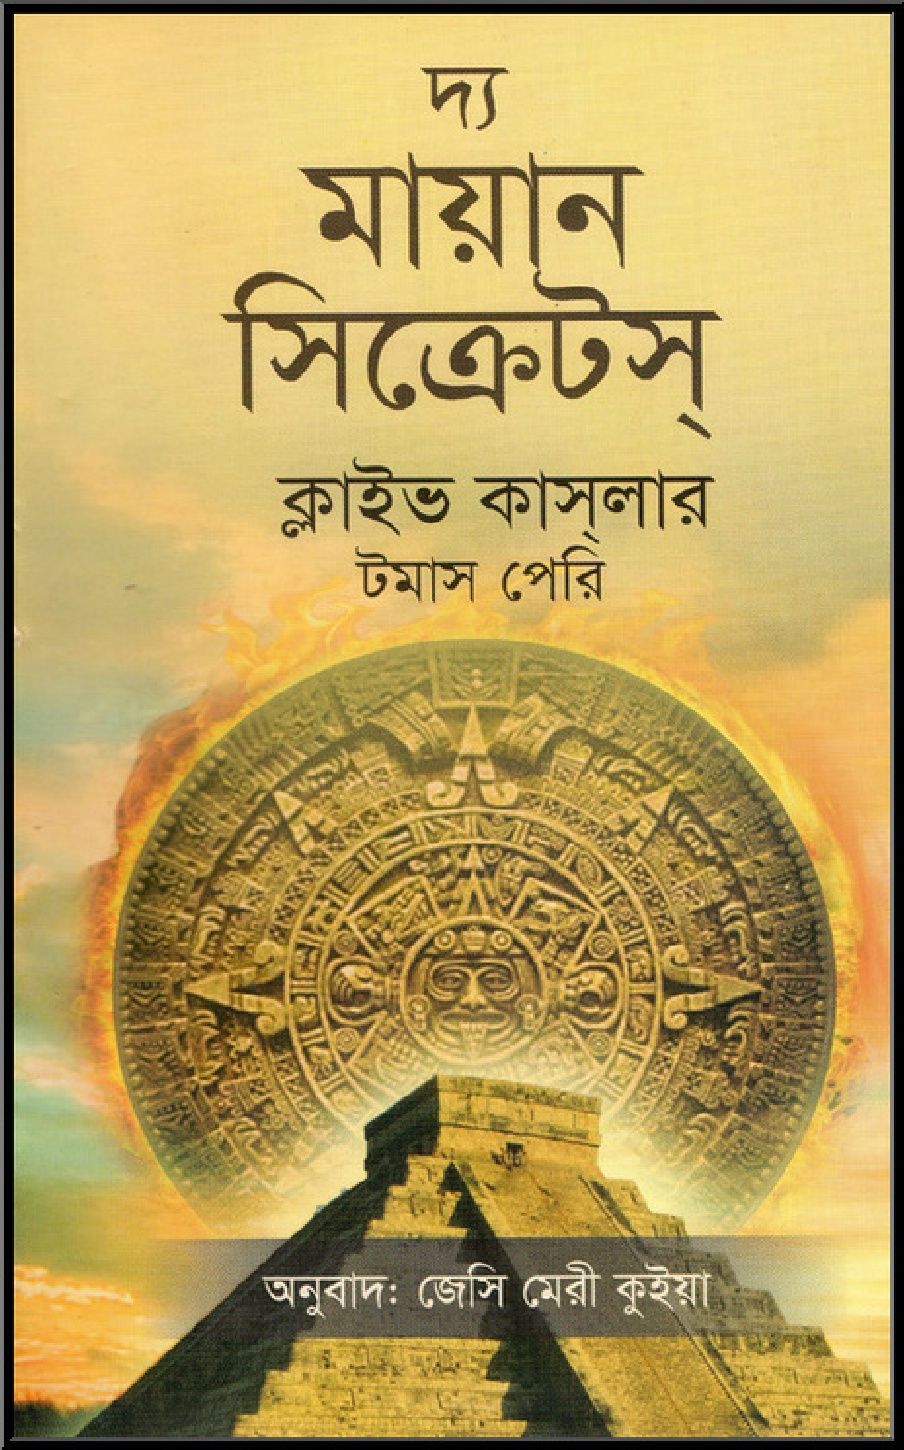 দ্য
মায়ান
সিক্রেটস্
ক্লাইভ কাস্‌লার
টমাস পেরি
অনুবাদ: জেসি মেরী কুইয়া